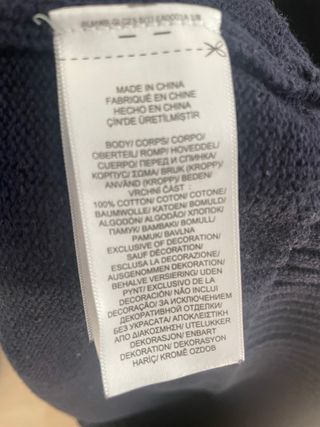 MADE IN CHINA
FABRIQUÉ EN CHINE
HECHO EN CHINA
ÇİN'DE ÜRETİLMİŞTİR
BODY/ CORPS/ CORPO/
OBERTEIL/ ROMP/ HOVEDDEL/
CUERPO/ ПЕРЕД И СПИНКА/
KOPПУС/ ΣΩΜΑ/ BRUK (KROPP)/
ANVÄND (KROPP)/ BEDEN/
VRCHNÍ ČÁST :
100% COTTON/ COTON/ COTONE/
BAUMWOLLE/ KATOEN/ BOMULD/
ALGODÓN/ ALGODÃO/ ХЛОПОК/
ПАМУК/ BAMBAKI/ BOMULL/
PAMUK/ BAVLNA
EXCLUSIVE OF DECORATION/
SAUF DÉCORATION/
ESCLUSA LA DECORAZIONE/
AUSGENOMMEN DEKORATION/
BEHALVE VERSIERING/ UDEN
PYNT/ EXCLUSIVO DE LA
DECORACIÓN/ NÃO INCLUI
DECORAÇÃO/ ЗА ИСКЛЮЧЕНИЕМ
ДЕКОРАТИВНОЙ ОТДЕЛКИ/
БЕЗ УКРАСАТА/ ΑΠΟΚΛΕΙΣΤΙΚΗ
ΑΠΟ ΔΙΑΚΟΣΜΗΣΗ/ UTELUKKER
DEKORASJON/ ENBART
DEKORATION/ DEKORASYON
HARİÇ/ KROMĚ OZDOB